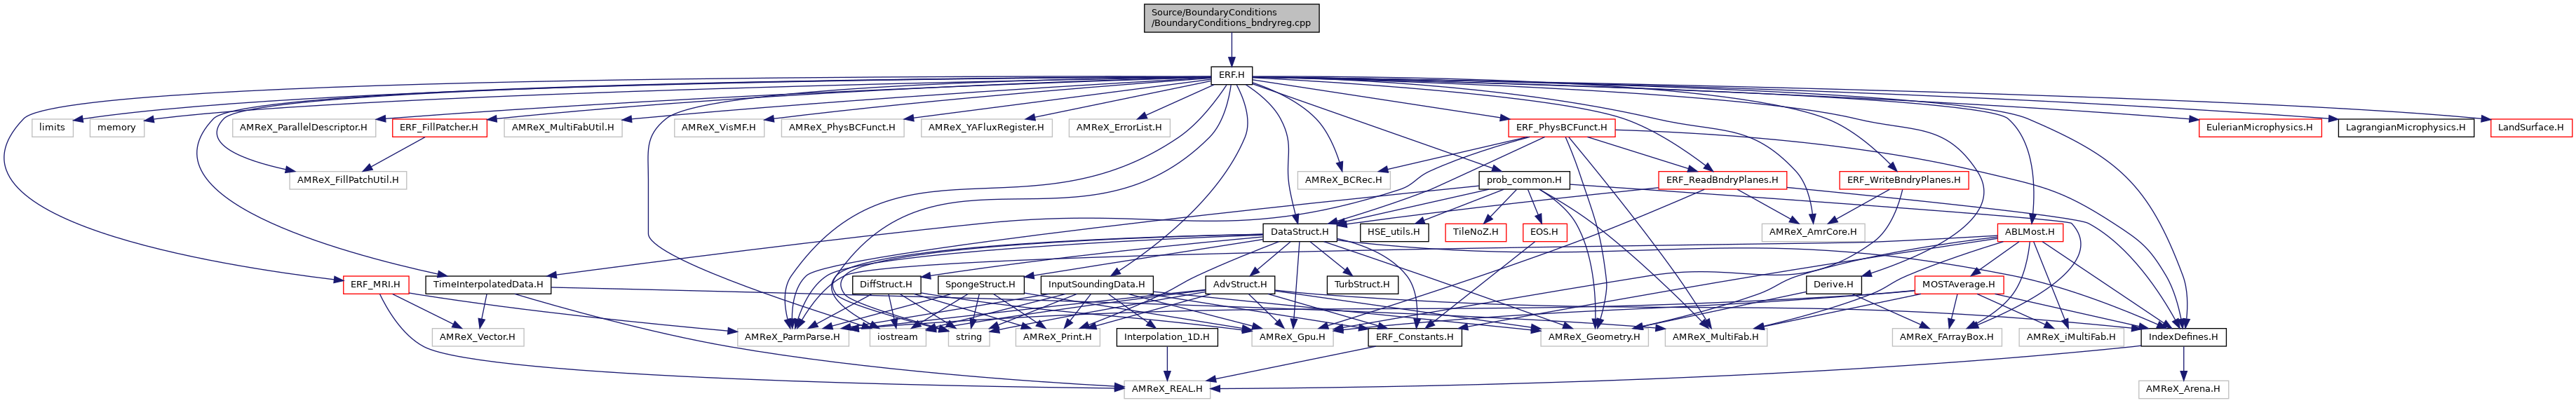 Source/BoundaryConditions
/BoundaryConditions_bndryreg.cpp
ERF.H
limits
memory
AMReX_ParallelDescriptor.H
ERF_FillPatcher.H
AMReX_MultiFabUtil.H
AMReX_VisMF.H
AMReX_PhysBCFunct.H
AMReX_YAFluxRegister.H
AMReX_ErrorList.H
ERF_PhysBCFunct.H
EulerianMicrophysics.H
LagrangianMicrophysics.H
LandSurface.H
AMReX_FillPatchUtil.H
AMReX_BCRec.H
prob_common.H
ERF_ReadBndryPlanes.H
ERF_WriteBndryPlanes.H
DataStruct.H
HSE_utils.H
TileNoZ.H
EOS.H
AMReX_AmrCore.H
ABLMost.H
ERF_MRI.H
TimeInterpolatedData.H
DiffStruct.H
SpongeStruct.H
InputSoundingData.H
AdvStruct.H
TurbStruct.H
Derive.H
MOSTAverage.H
AMReX_Vector.H
AMReX_ParmParse.H
iostream
string
AMReX_Print.H
Interpolation_1D.H
AMReX_Gpu.H
ERF_Constants.H
AMReX_Geometry.H
AMReX_MultiFab.H
AMReX_FArrayBox.H
AMReX_iMultiFab.H
IndexDefines.H
AMReX_REAL.H
AMReX_Arena.H